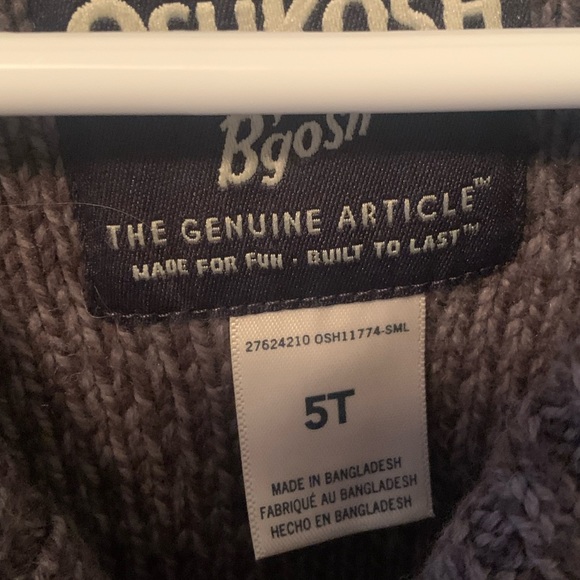 OSHKOSH
B'gosh
THE GENUINE ARTICLE™
MADE FOR FUN · BUILT TO LAST™
27624210 OSH11774-SML
5T
MADE IN BANGLADESH
FABRIQUÉ AU BANGLADESH
HECHO EN BANGLADESH